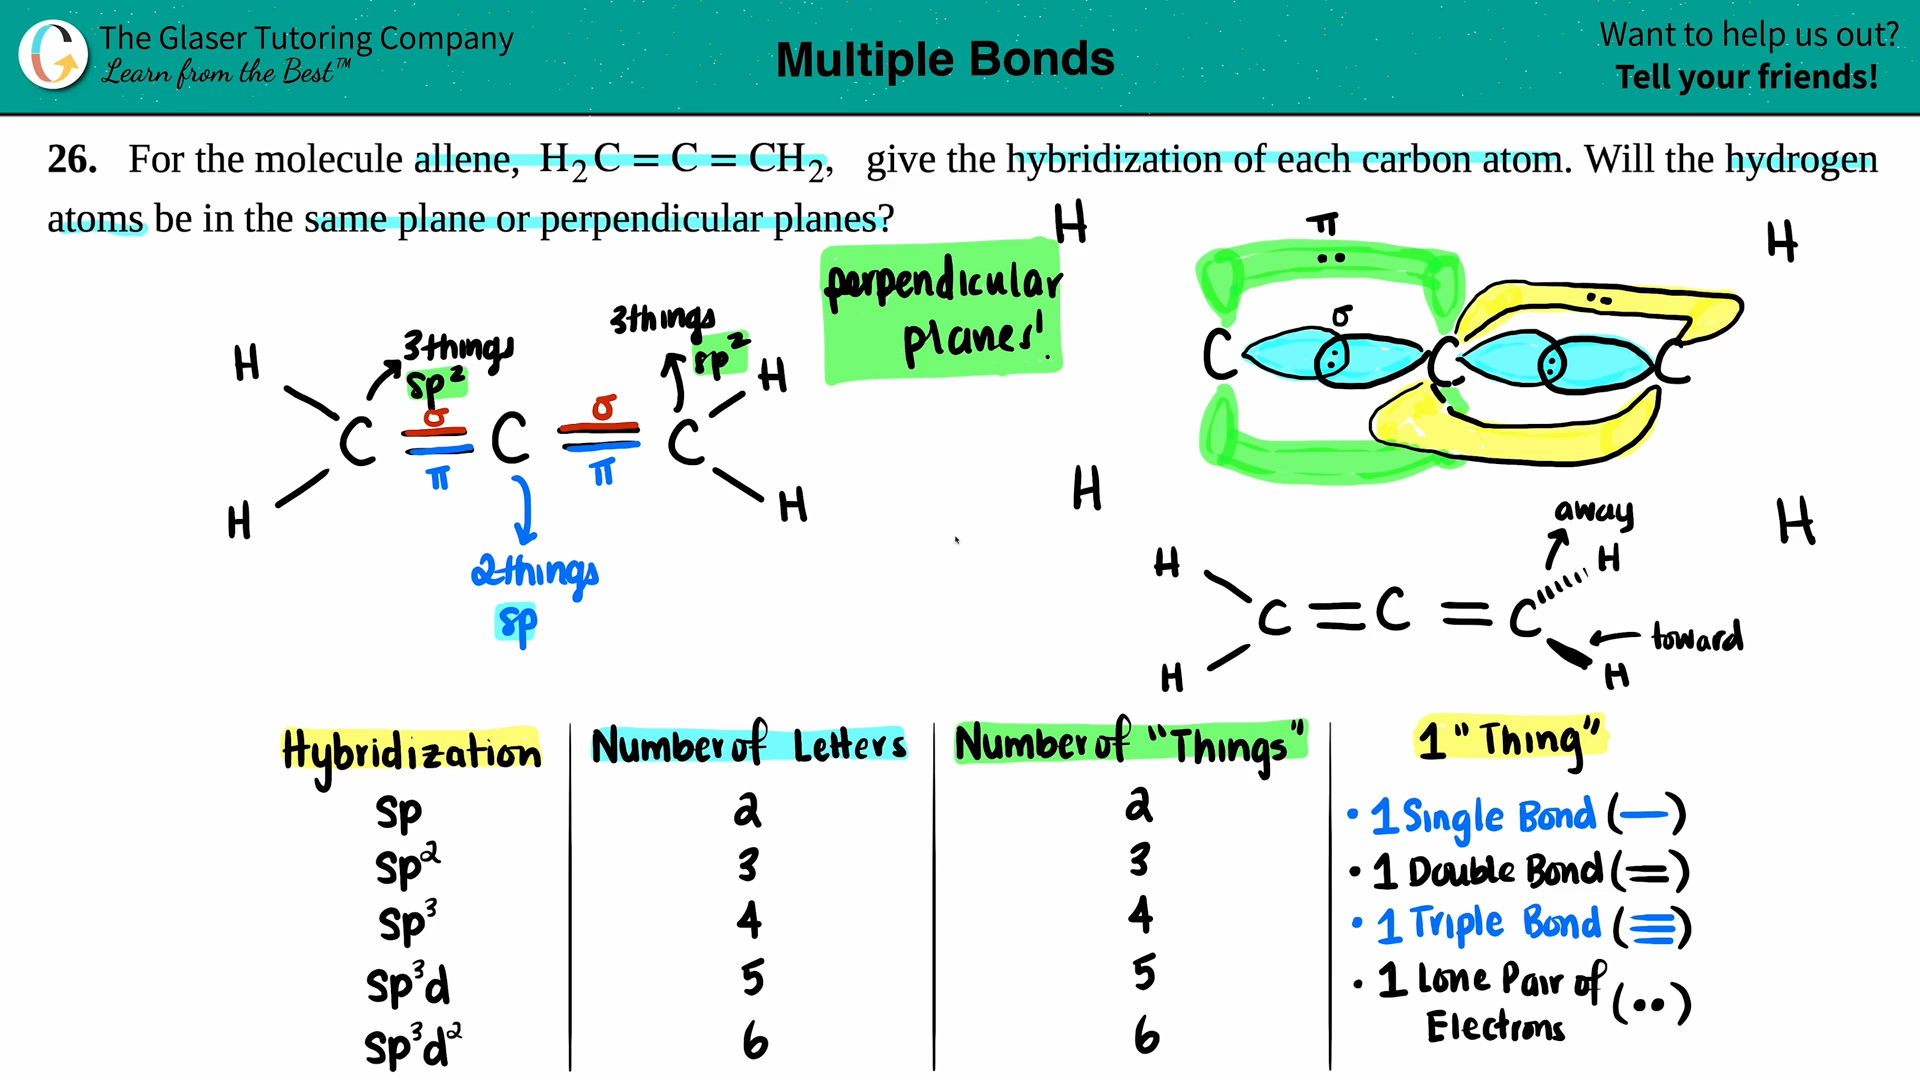 The Glaser Tutoring Company
Learn from the Best™
Multiple Bonds
Want to help us out?
Tell your friends!
26. For the molecule allene, H₂C = C = CH₂, give the hybridization of each carbon atom. Will the hydrogen
atoms be in the same plane or perpendicular planes?
perpendicular
planes!
H
H
C
C
C
H
H
3things
sp²
3things
sp²
σ
σ
π
π
2things
sp
H
H
C
C
C
H
H
π
σ
H
H
C = C = C
H
H
away
toward
Hybridization Number of Letters Number of "Things" 1 "Thing"
sp 2 2 • 1 Single Bond (—)
sp² 3 3 • 1 Double Bond (=)
sp³ 4 4 • 1 Triple Bond (≡)
sp³d 5 5 • 1 Lone Pair of
Electrons (••)
sp³d² 6 6